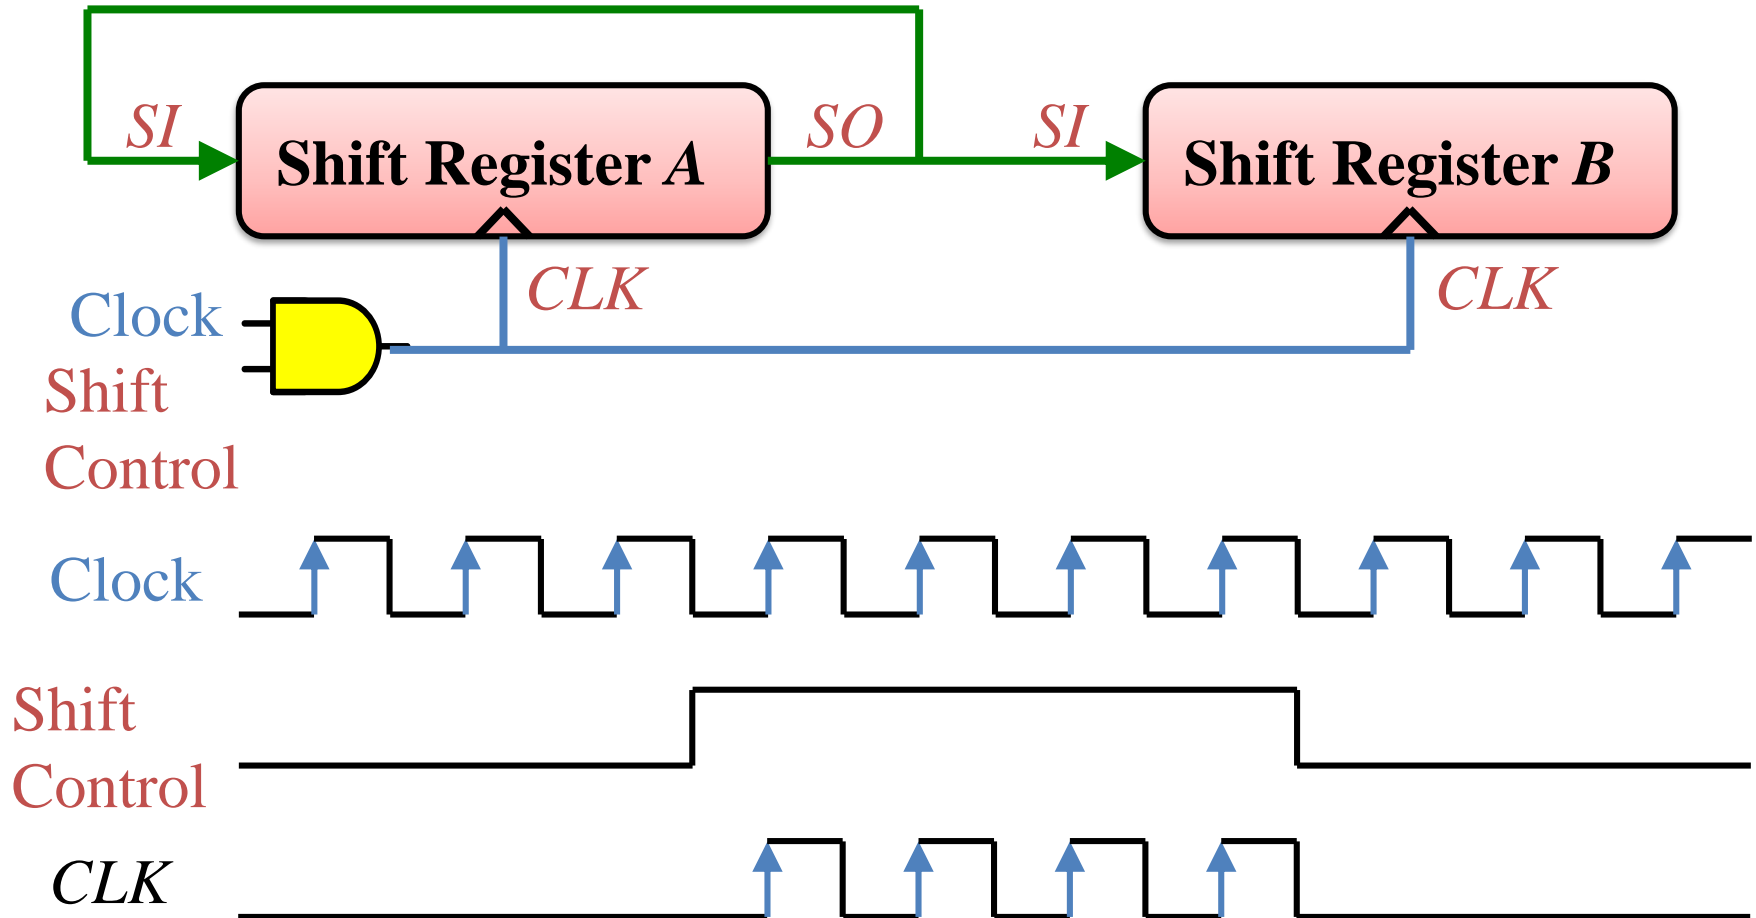 SI
SO
SI
Shift Register A
Shift Register B
CLK
CLK
Clock
Shift
Control
Clock
Shift
Control
CLK